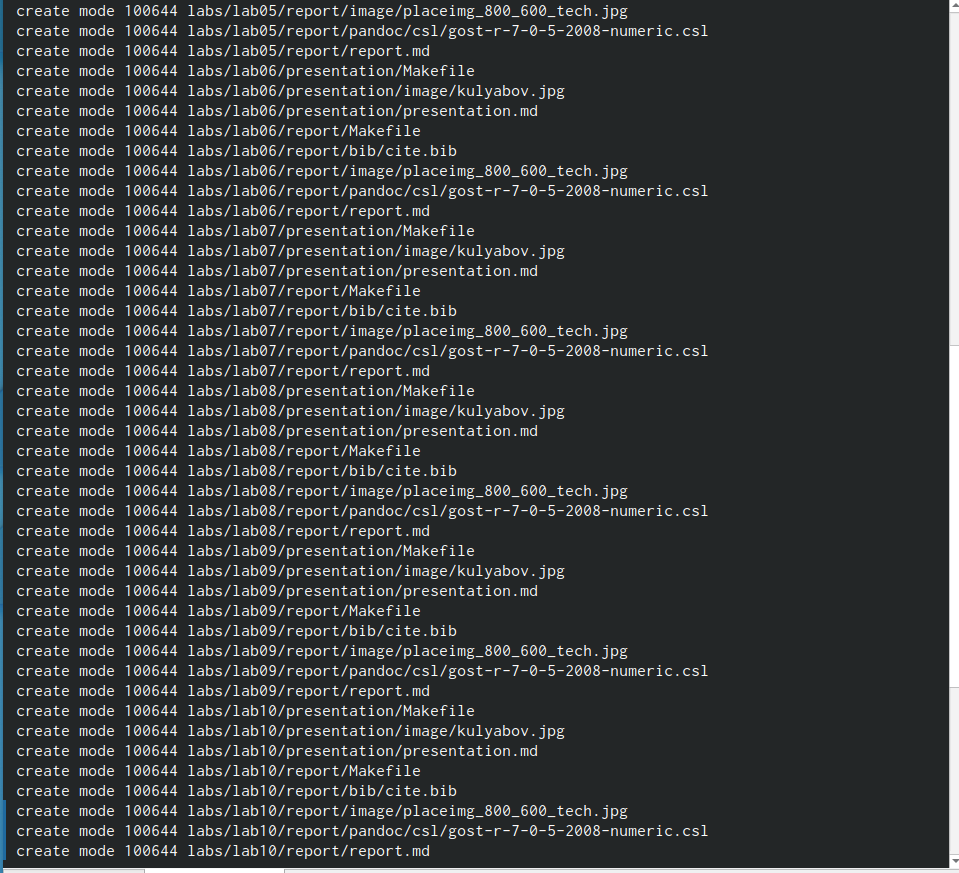 create mode 100644 labs/lab05/report/image/placeimg_800_600_tech.jpg
create mode 100644 labs/lab05/report/pandoc/csl/gost-r-7-0-5-2008-numeric.csl
create mode 100644 labs/lab05/report/report.md
create mode 100644 labs/lab06/presentation/Makefile
create mode 100644 labs/lab06/presentation/image/kulyabov.jpg
create mode 100644 labs/lab06/presentation/presentation.md
create mode 100644 labs/lab06/report/Makefile
create mode 100644 labs/lab06/report/bib/cite.bib
create mode 100644 labs/lab06/report/image/placeimg_800_600_tech.jpg
create mode 100644 labs/lab06/report/pandoc/csl/gost-r-7-0-5-2008-numeric.csl
create mode 100644 labs/lab06/report/report.md
create mode 100644 labs/lab07/presentation/Makefile
create mode 100644 labs/lab07/presentation/image/kulyabov.jpg
create mode 100644 labs/lab07/presentation/presentation.md
create mode 100644 labs/lab07/report/Makefile
create mode 100644 labs/lab07/report/bib/cite.bib
create mode 100644 labs/lab07/report/image/placeimg_800_600_tech.jpg
create mode 100644 labs/lab07/report/pandoc/csl/gost-r-7-0-5-2008-numeric.csl
create mode 100644 labs/lab07/report/report.md
create mode 100644 labs/lab08/presentation/Makefile
create mode 100644 labs/lab08/presentation/image/kulyabov.jpg
create mode 100644 labs/lab08/presentation/presentation.md
create mode 100644 labs/lab08/report/Makefile
create mode 100644 labs/lab08/report/bib/cite.bib
create mode 100644 labs/lab08/report/image/placeimg_800_600_tech.jpg
create mode 100644 labs/lab08/report/pandoc/csl/gost-r-7-0-5-2008-numeric.csl
create mode 100644 labs/lab08/report/report.md
create mode 100644 labs/lab09/presentation/Makefile
create mode 100644 labs/lab09/presentation/image/kulyabov.jpg
create mode 100644 labs/lab09/presentation/presentation.md
create mode 100644 labs/lab09/report/Makefile
create mode 100644 labs/lab09/report/bib/cite.bib
create mode 100644 labs/lab09/report/image/placeimg_800_600_tech.jpg
create mode 100644 labs/lab09/report/pandoc/csl/gost-r-7-0-5-2008-numeric.csl
create mode 100644 labs/lab09/report/report.md
create mode 100644 labs/lab10/presentation/Makefile
create mode 100644 labs/lab10/presentation/image/kulyabov.jpg
create mode 100644 labs/lab10/presentation/presentation.md
create mode 100644 labs/lab10/report/Makefile
create mode 100644 labs/lab10/report/bib/cite.bib
create mode 100644 labs/lab10/report/image/placeimg_800_600_tech.jpg
create mode 100644 labs/lab10/report/pandoc/csl/gost-r-7-0-5-2008-numeric.csl
create mode 100644 labs/lab10/report/report.md